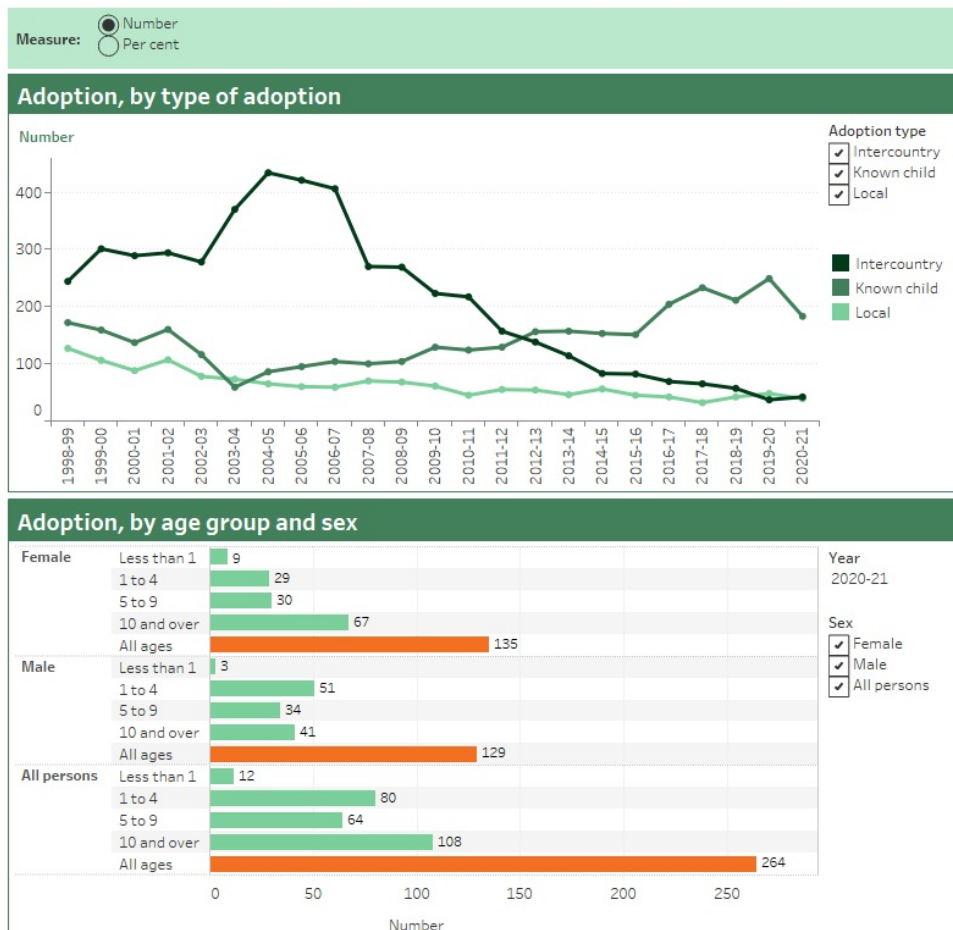 Measure:
Number
Per cent
Adoption, by type of adoption
Number
400
300
200
100
0
1998-99
1999-00
2000-01
2001-02
2002-03
2003-04
2004-05
2005-06
2006-07
2007-08
2008-09
2009-10
2010-11
2011-12
2012-13
2013-14
2014-15
2015-16
2016-17
2017-18
2018-19
2019-20
2020-21
Adoption type
Intercountry
Known child
Local
Intercountry
Known child
Local
Adoption, by age group and sex
Female Less than 1 9
1 to 4 29
5 to 9 30
10 and over 67
All ages 135
Male Less than 1 3
1 to 4 51
5 to 9 34
10 and over 41
All ages 129
All persons Less than 1 12
1 to 4 80
5 to 9 64
10 and over 108
All ages 264
0 50 100 150 200 250
Number
Year
2020-21
Sex
Female
Male
All persons